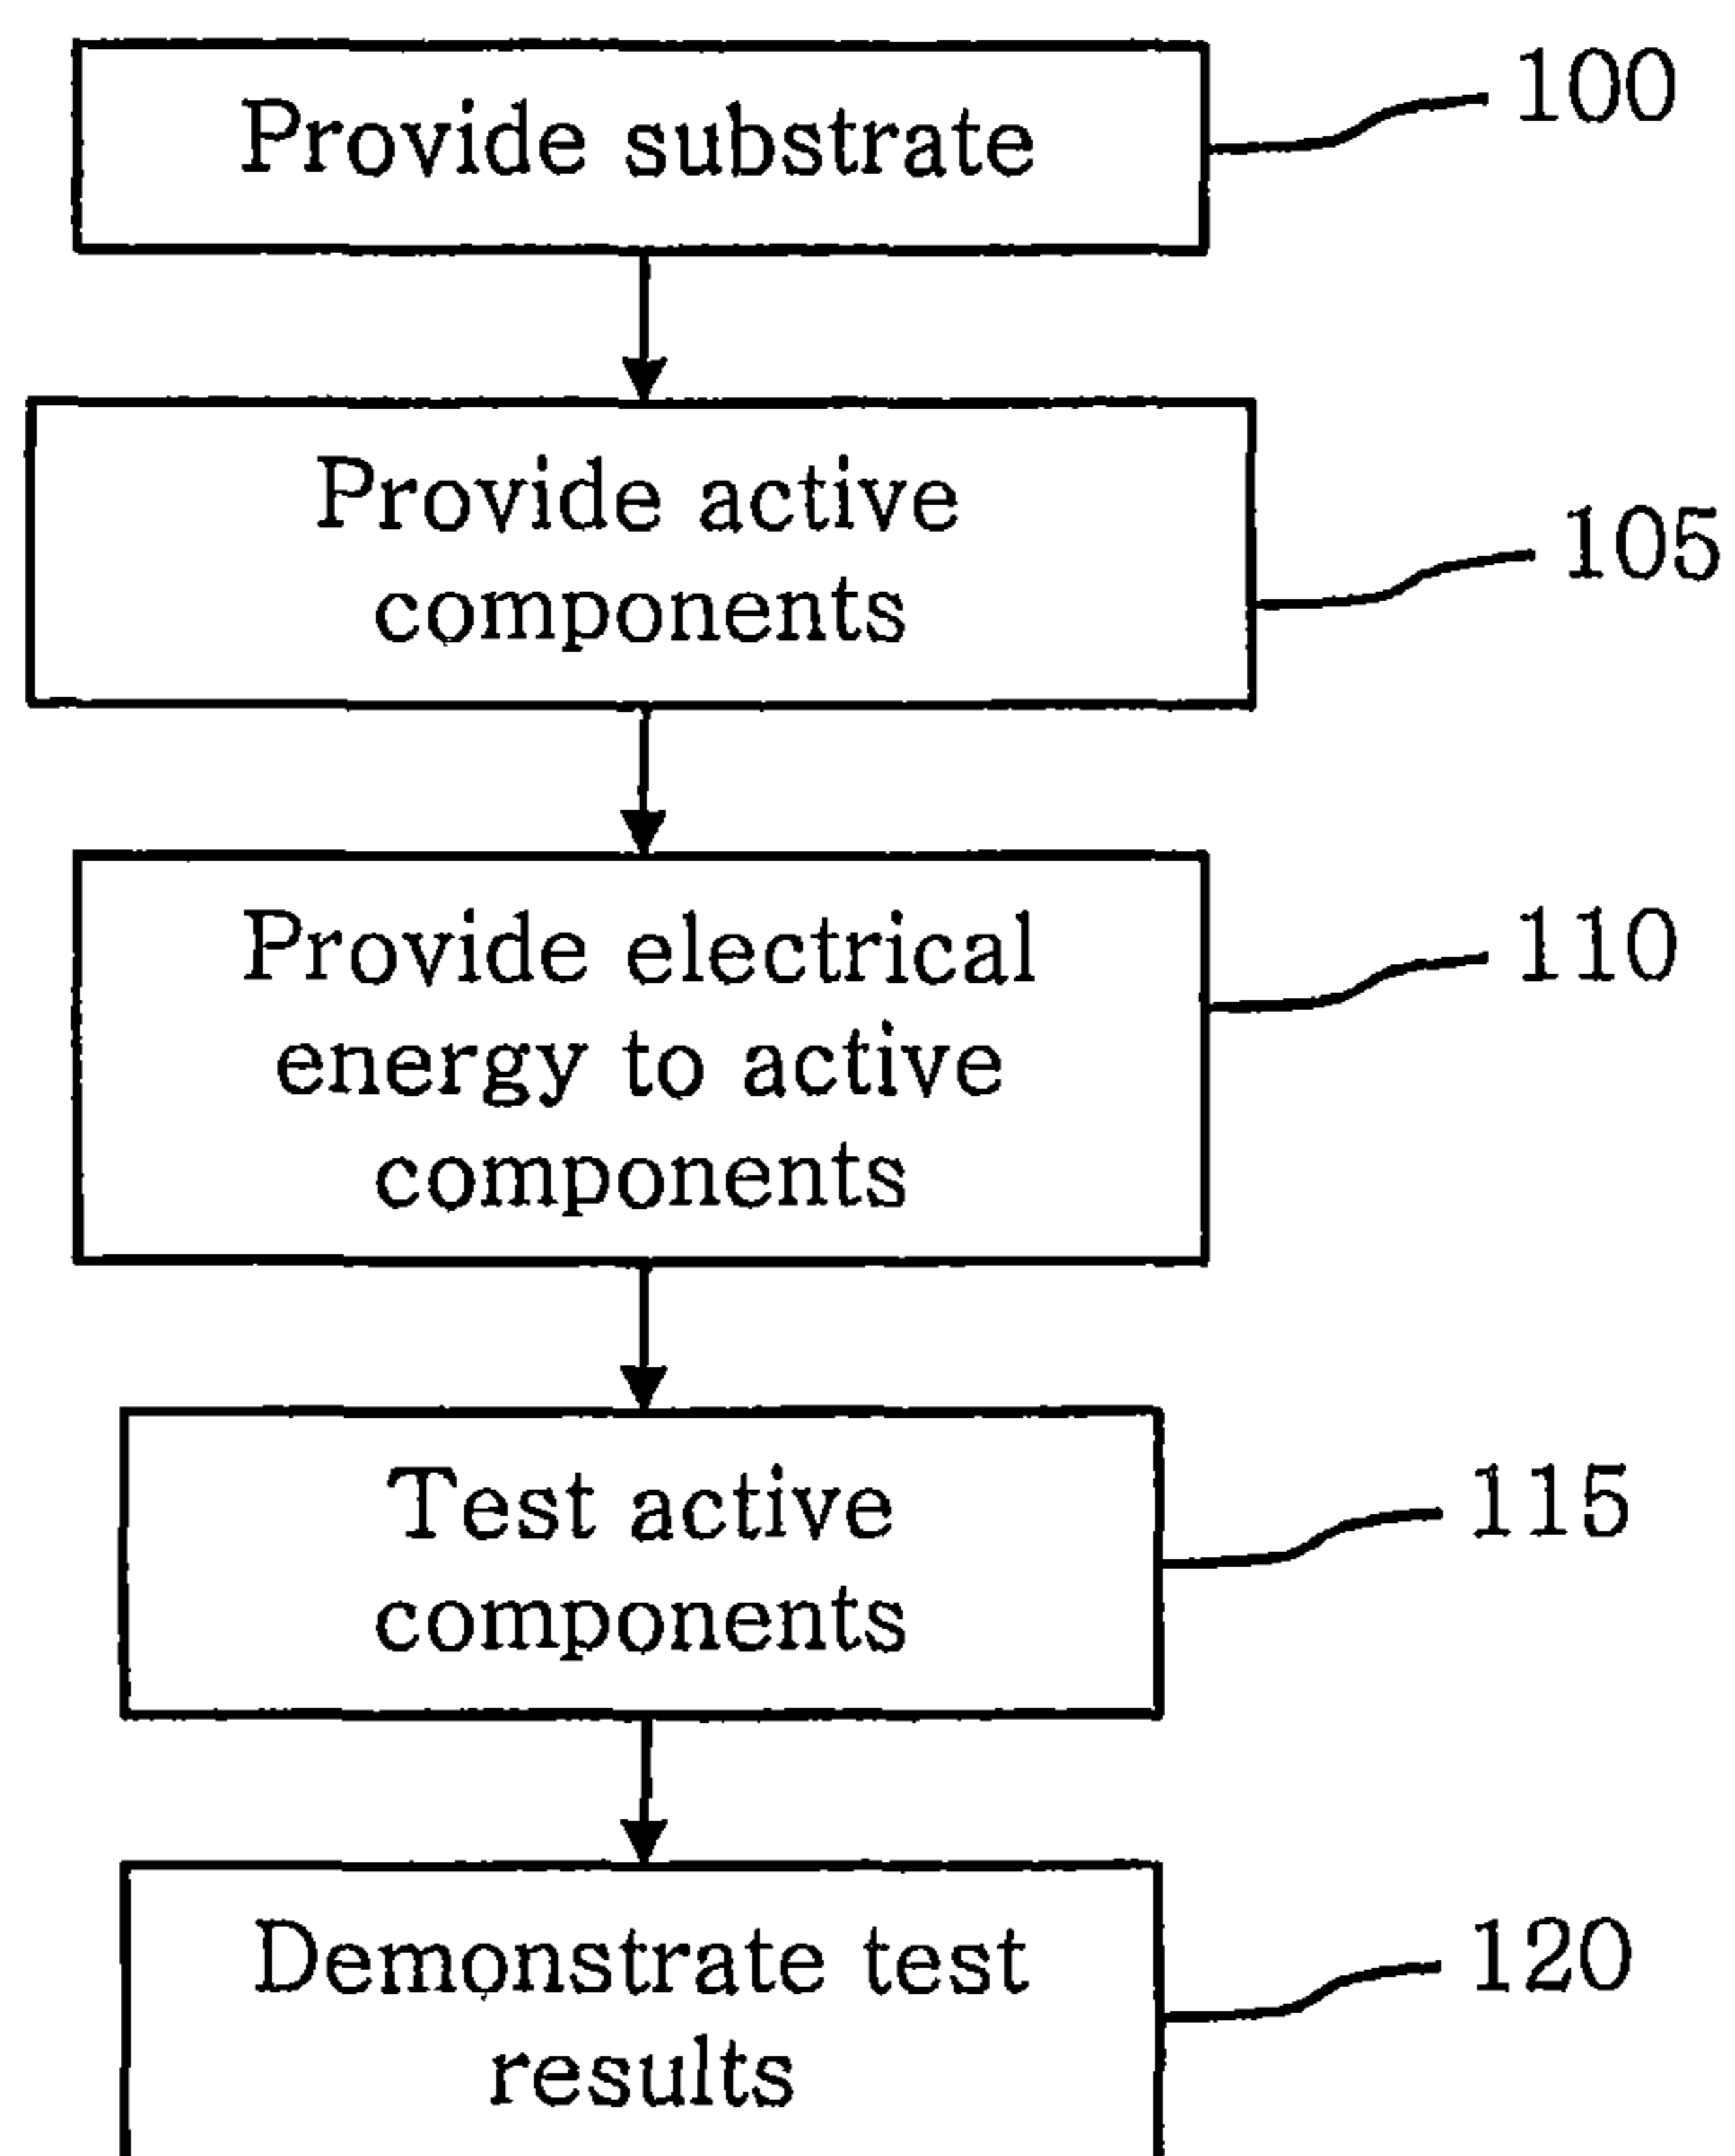 Provide substrate
100
Provide active
components
105
Provide electrical
energy to active
components
110
Test active
components
115
Demonstrate test
results
120